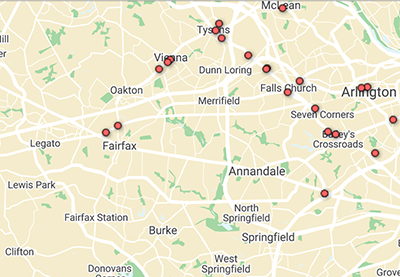 McLean
Tysons
Vienna
Dunn Loring
Oakton
Falls Church
Arlington
Merrifield
Seven Corners
Bailey's
Crossroads
Legato
Fairfax
Annandale
Lewis Park
North
Springfield
Fairfax Station
Burke
Springfield
Clifton
West
Springfield
Donovans